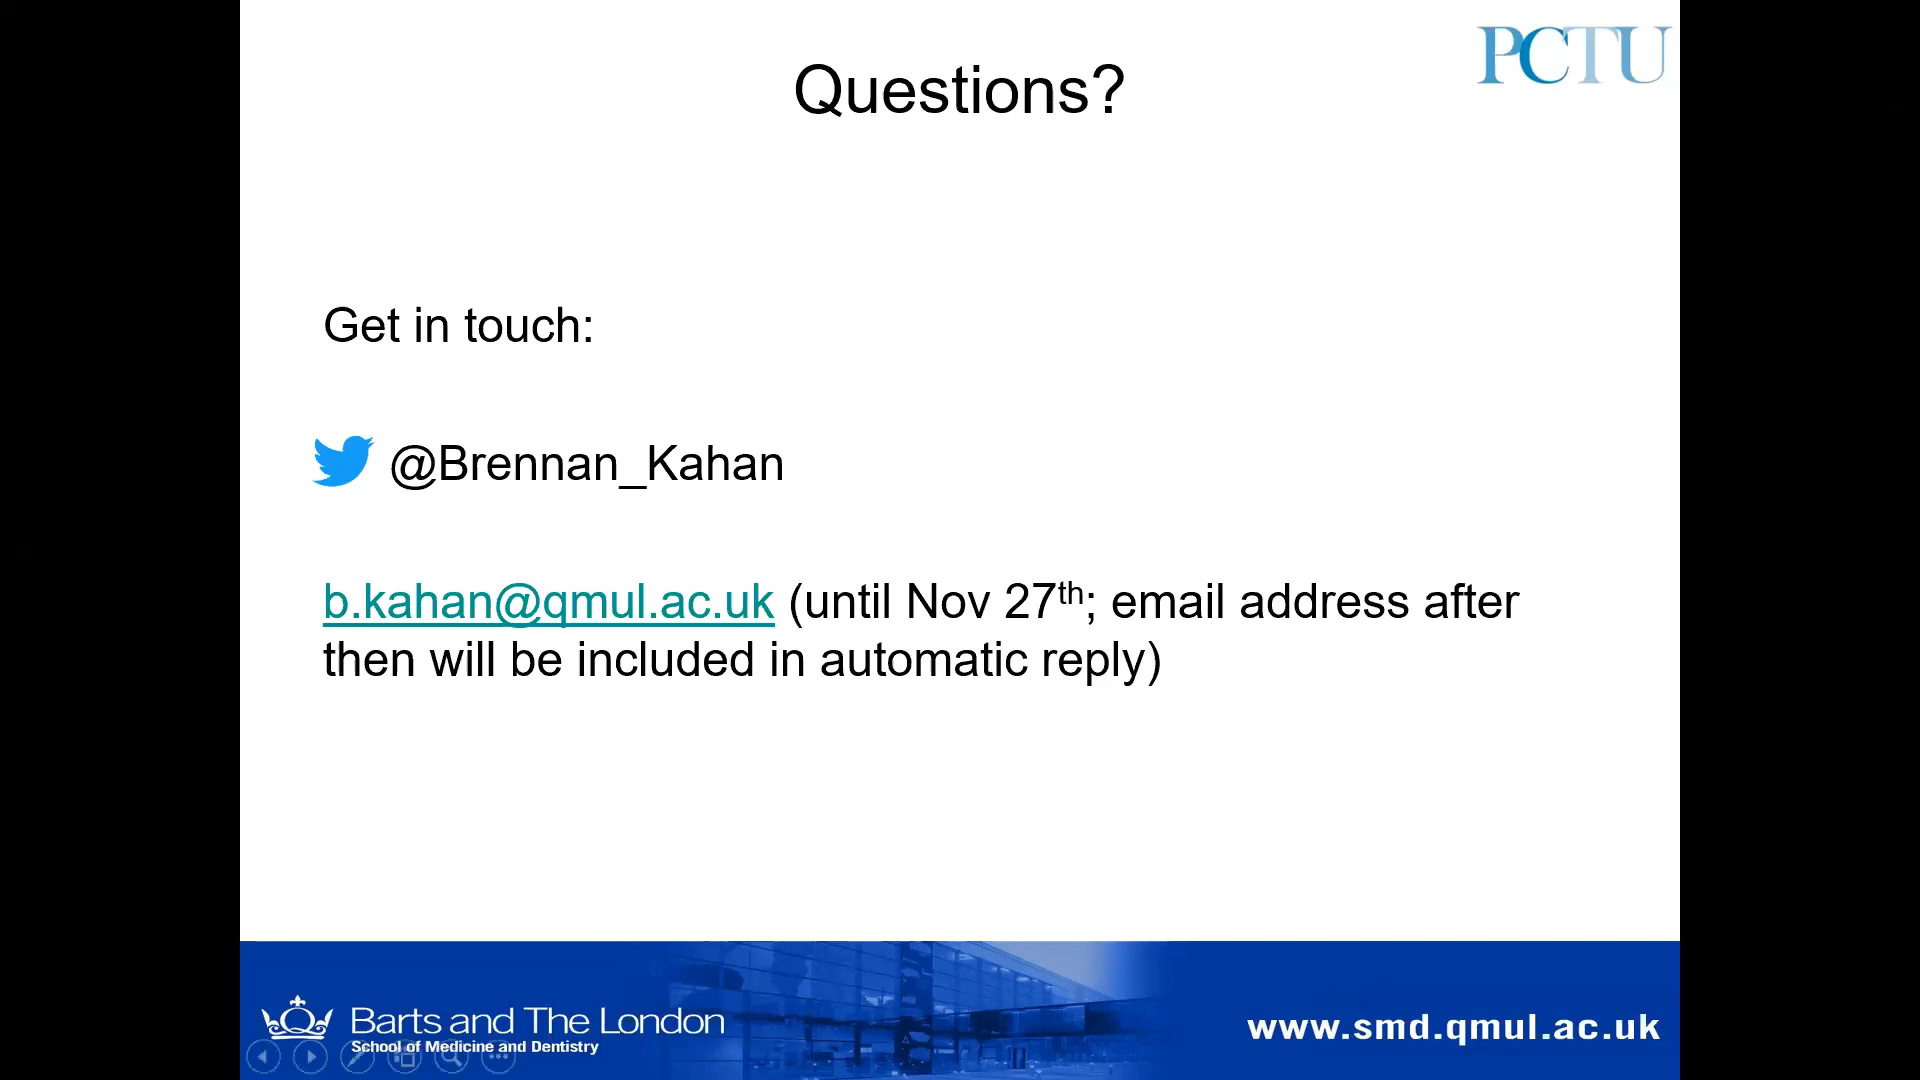 PCTU
Questions?
Get in touch:
@Brennan_Kahan
b.kahan@qmul.ac.uk (until Nov 27th; email address after
then will be included in automatic reply)
Barts and The London
School of Medicine and Dentistry
www.smd.qmul.ac.uk